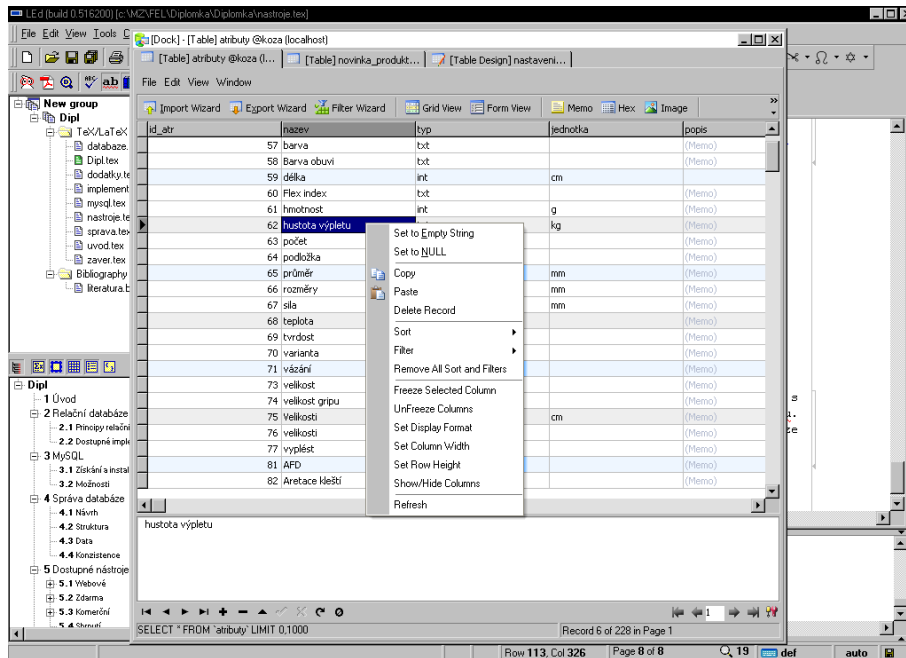 LEd (build 0.516200) [c:\MZ\FEL\Diplomka\Diplomka\nastroje.tex]
File Edit View Tools
[Dock] - [Table] atributy @koza (localhost)
[Table] atributy @koza (l... [Table] novinka_produkt... [Table Design] nastaveni...
File Edit View Window
Import Wizard Export Wizard Filter Wizard Grid View Form View Memo Hex Image
id_atr nazev typ jednotka popis
57 barva txt (Memo)
58 Barva obuvi txt (Memo)
59 délka int cm
60 Flex index txt (Memo)
61 hmotnost int g (Memo)
62 hustota výpletu kg (Memo)
63 počet (Memo)
64 podložka (Memo)
65 průměr mm (Memo)
66 rozměry mm (Memo)
67 sila mm (Memo)
68 teplota (Memo)
69 tvrdost (Memo)
70 varianta (Memo)
71 vázání (Memo)
73 velikost (Memo)
74 velikost gripu (Memo)
75 Velikosti cm (Memo)
76 velikosti (Memo)
77 vyplést (Memo)
81 AFD (Memo)
82 Aretace kleští (Memo)
Set to Empty String
Set to NULL
Copy
Paste
Delete Record
Sort
Filter
Remove All Sort and Filters
Freeze Selected Column
UnFreeze Columns
Set Display Format
Set Column Width
Set Row Height
Show/Hide Columns
Refresh
hustota výpletu
1
SELECT * FROM `atributy` LIMIT 0,1000
Record 6 of 228 in Page 1
New group
Dipl
TeX/LaTeX
databaze.
Dipl.tex
dodatky.te
implement
mysql.tex
nastroje.te
sprava.tex
uvod.tex
zaver.tex
Bibliography
literatura.b
Dipl
1 Úvod
2 Relační databáze
2.1 Principy relační
2.2 Dostupné imple
3 MySQL
3.1 Získání a instal
3.2 Možnosti
4 Správa databáze
4.1 Návrh
4.2 Struktura
4.3 Data
4.4 Konzistence
5 Dostupné nástroje
5.1 Webové
5.2 Zdarma
5.3 Komerční
5.4 Shrnutí
Row 113, Col 326 Page 8 of 8 19 def auto